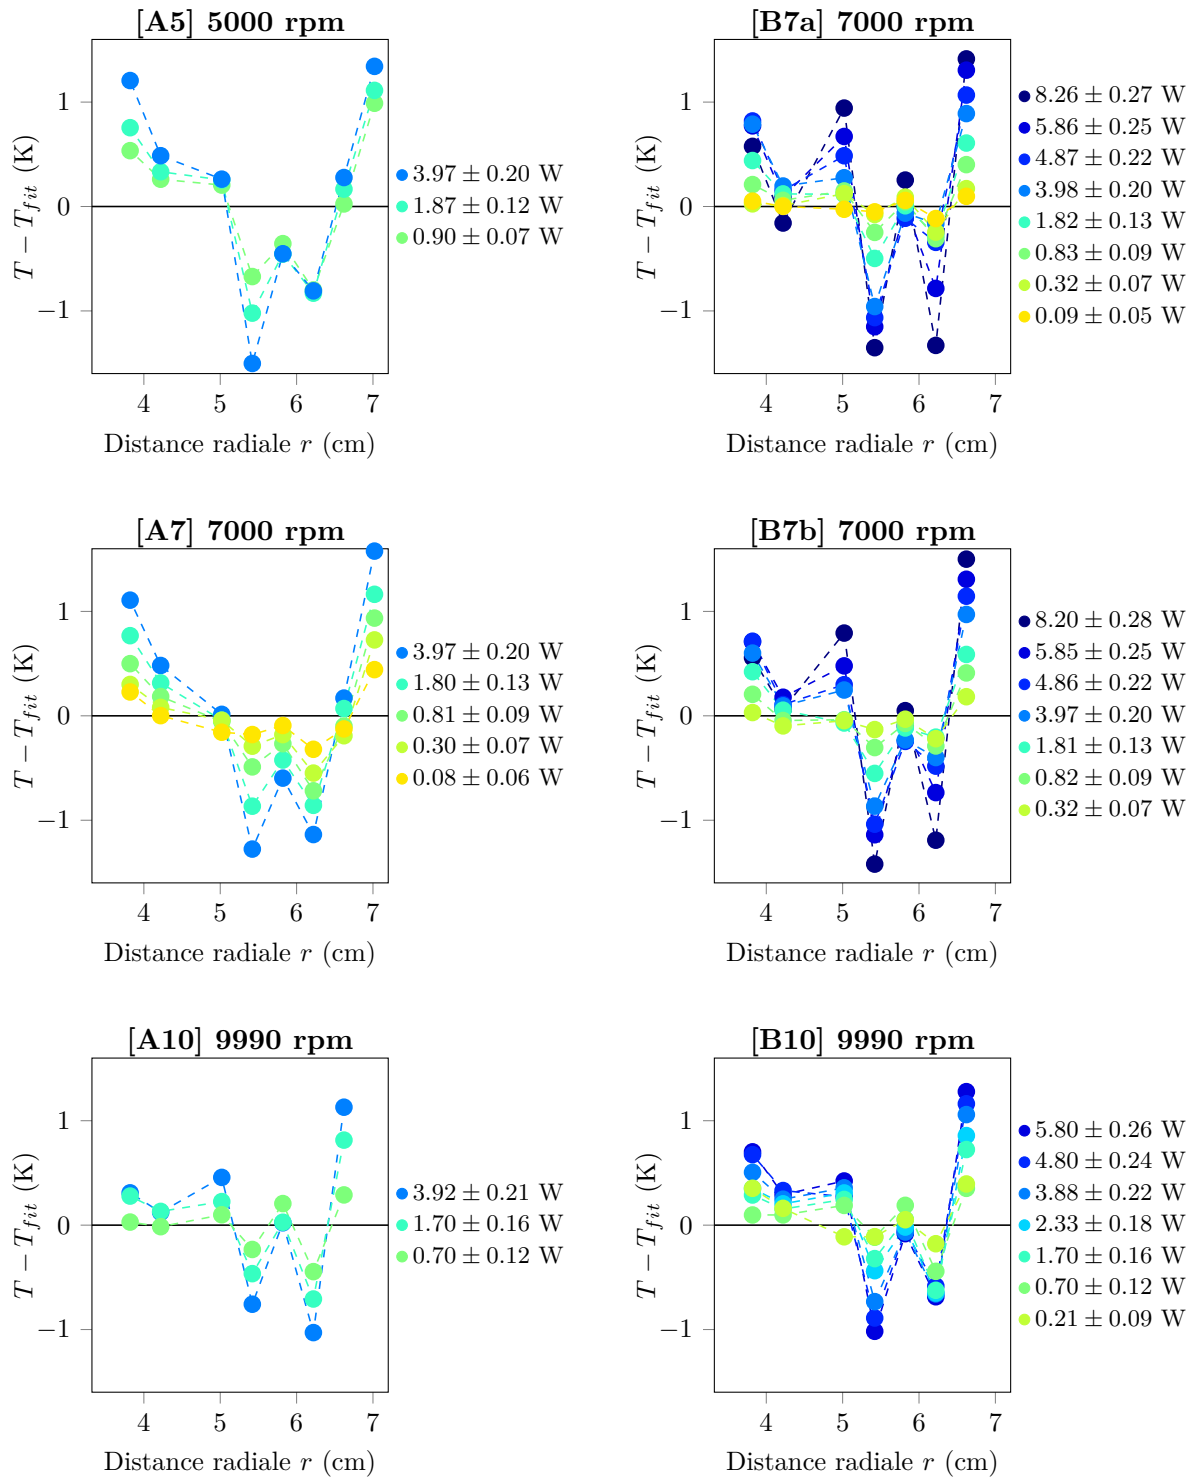 [A5] 5000 rpm
T − T_fit (K)
1
0
−1
4 5 6 7
Distance radiale r (cm)
3.97 ± 0.20 W
1.87 ± 0.12 W
0.90 ± 0.07 W
[B7a] 7000 rpm
T − T_fit (K)
1
0
−1
4 5 6 7
Distance radiale r (cm)
8.26 ± 0.27 W
5.86 ± 0.25 W
4.87 ± 0.22 W
3.98 ± 0.20 W
1.82 ± 0.13 W
0.83 ± 0.09 W
0.32 ± 0.07 W
0.09 ± 0.05 W
[A7] 7000 rpm
T − T_fit (K)
1
0
−1
4 5 6 7
Distance radiale r (cm)
3.97 ± 0.20 W
1.80 ± 0.13 W
0.81 ± 0.09 W
0.30 ± 0.07 W
0.08 ± 0.06 W
[B7b] 7000 rpm
T − T_fit (K)
1
0
−1
4 5 6 7
Distance radiale r (cm)
8.20 ± 0.28 W
5.85 ± 0.25 W
4.86 ± 0.22 W
3.97 ± 0.20 W
1.81 ± 0.13 W
0.82 ± 0.09 W
0.32 ± 0.07 W
[A10] 9990 rpm
T − T_fit (K)
1
0
−1
4 5 6 7
Distance radiale r (cm)
3.92 ± 0.21 W
1.70 ± 0.16 W
0.70 ± 0.12 W
[B10] 9990 rpm
T − T_fit (K)
1
0
−1
4 5 6 7
Distance radiale r (cm)
5.80 ± 0.26 W
4.80 ± 0.24 W
3.88 ± 0.22 W
2.33 ± 0.18 W
1.70 ± 0.16 W
0.70 ± 0.12 W
0.21 ± 0.09 W